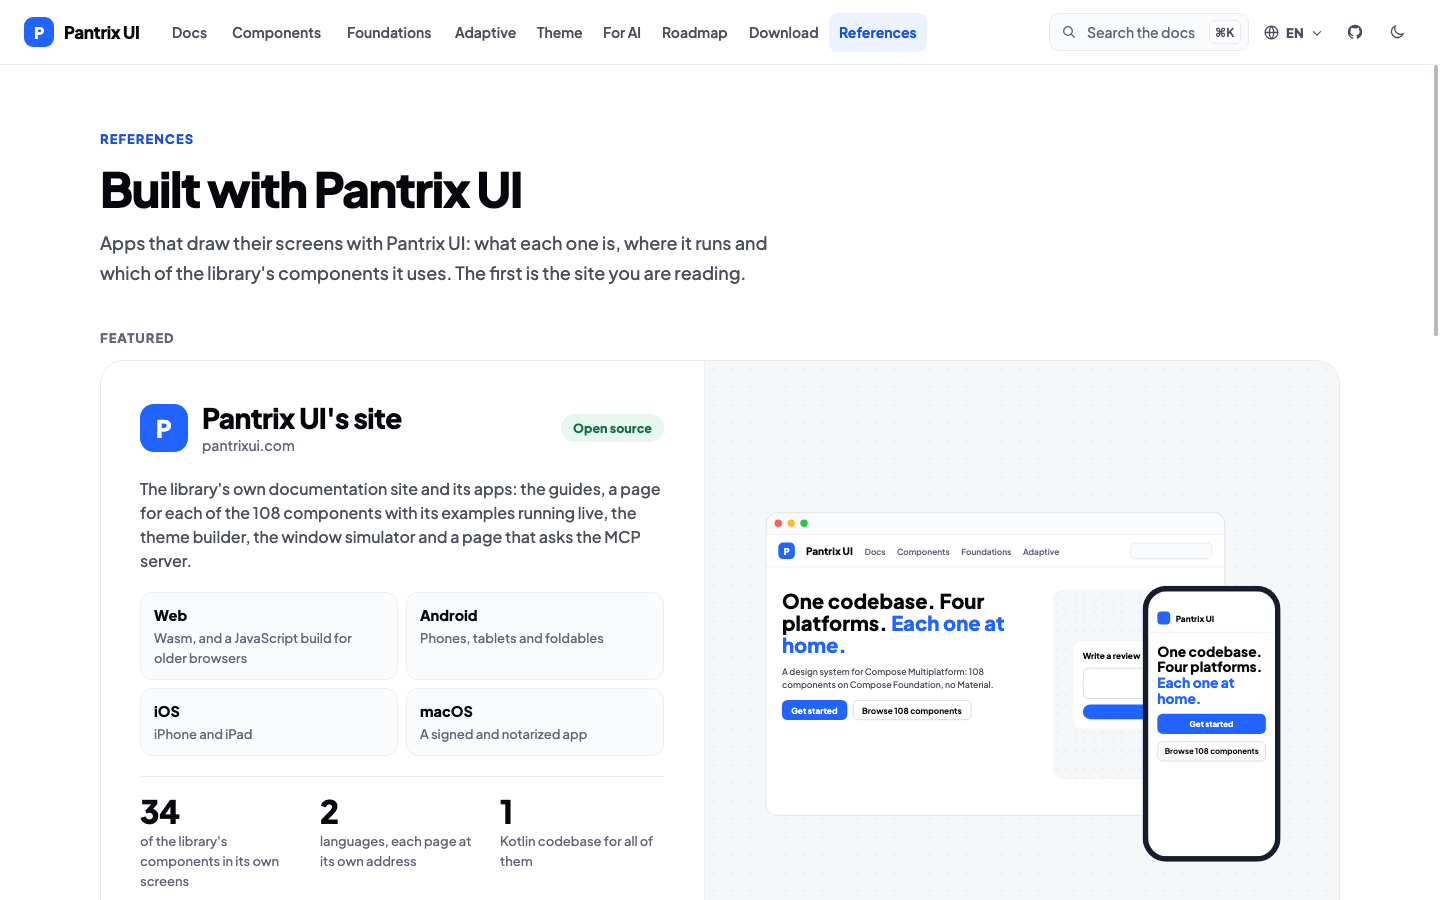 P Pantrix UI Docs Components Foundations Adaptive Theme For AI Roadmap Download References Search the docs ⌘K EN
REFERENCES
Built with Pantrix UI
Apps that draw their screens with Pantrix UI: what each one is, where it runs and
which of the library's components it uses. The first is the site you are reading.
FEATURED
P Pantrix UI's site
pantrixui.com
Open source
The library's own documentation site and its apps: the guides, a page
for each of the 108 components with its examples running live, the
theme builder, the window simulator and a page that asks the MCP
server.
Web
Wasm, and a JavaScript build for
older browsers
Android
Phones, tablets and foldables
iOS
iPhone and iPad
macOS
A signed and notarized app
34
of the library's
components in its own
screens
2
languages, each page at
its own address
1
Kotlin codebase for all of
them
P Pantrix UI Docs Components Foundations Adaptive
One codebase. Four
platforms. Each one at
home.
A design system for Compose Multiplatform: 108
components on Compose Foundation, no Material.
Get started Browse 108 components
Write a review
Pantrix UI
One codebase.
Four platforms.
Each one at
home.
Get started
Browse 108 components